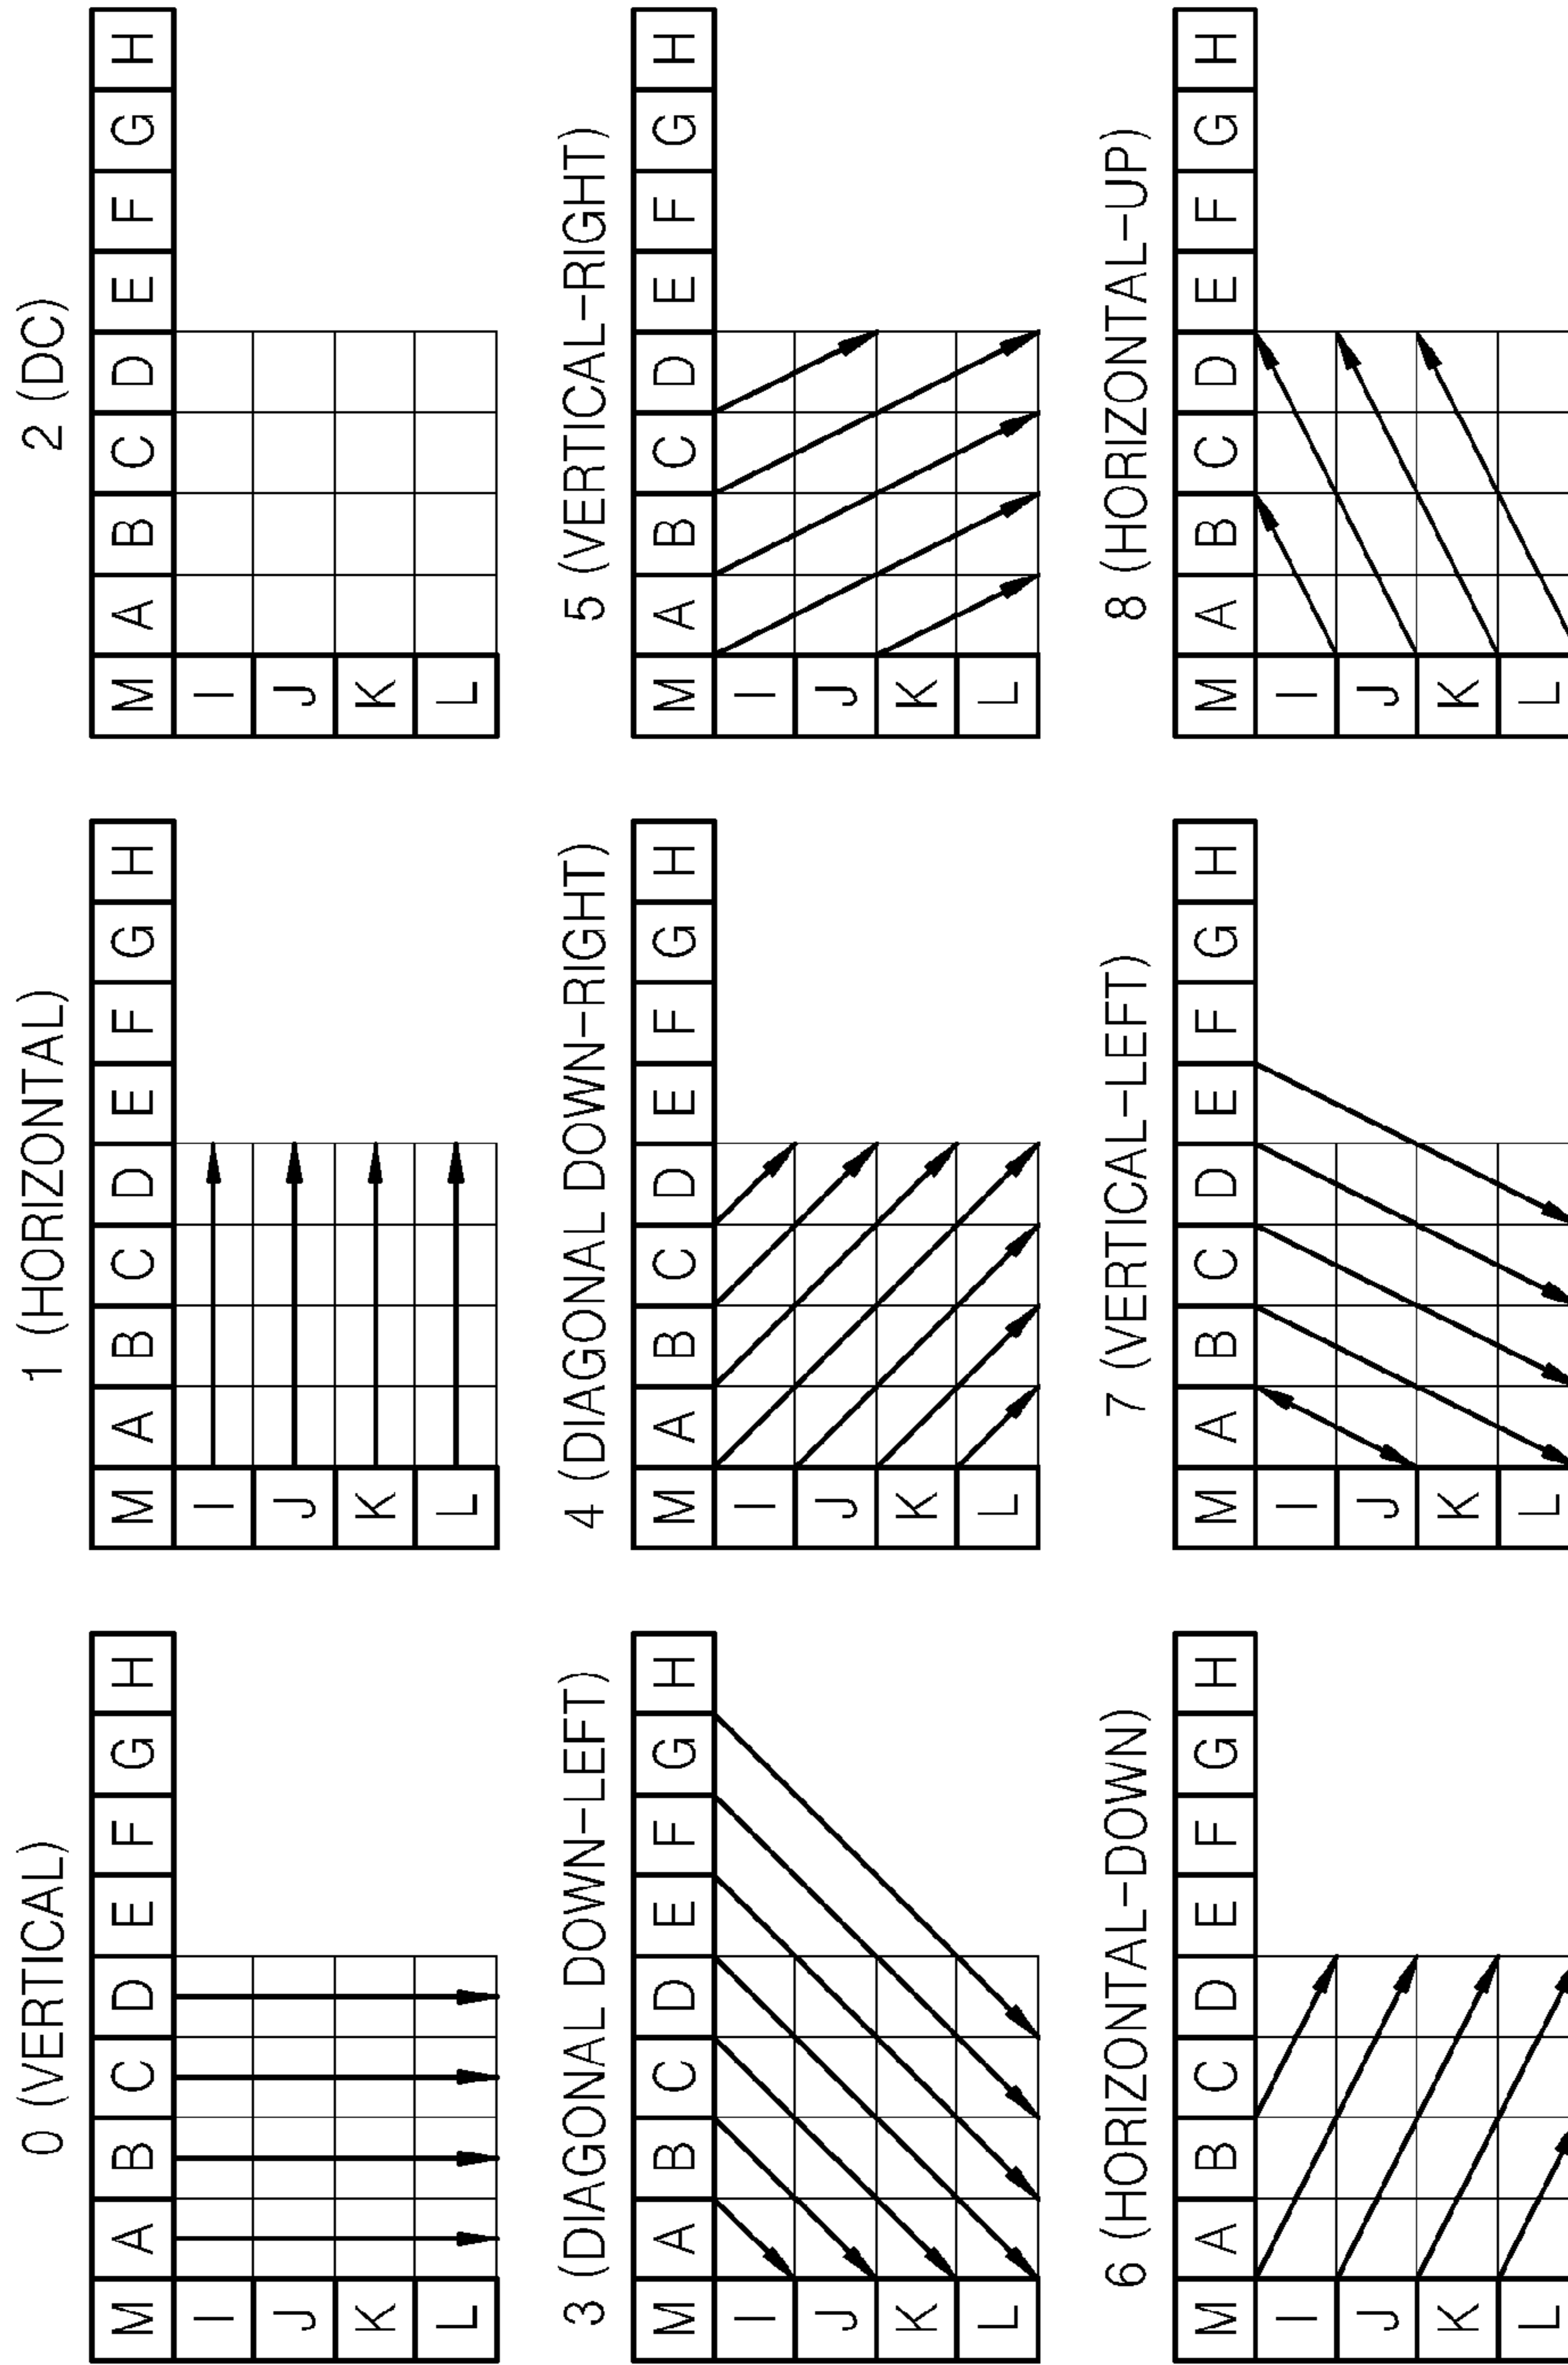 0 (VERTICAL)
M A B C D E F G H
I
J
K
L
1 (HORIZONTAL)
M A B C D E F G H
I
J
K
L
2 (DC)
M A B C D E F G H
I
J
K
L
3 (DIAGONAL DOWN-LEFT)
M A B C D E F G H
I
J
K
L
4 (DIAGONAL DOWN-RIGHT)
M A B C D E F G H
I
J
K
L
5 (VERTICAL-RIGHT)
M A B C D E F G H
I
J
K
L
6 (HORIZONTAL-DOWN)
M A B C D E F G H
I
J
K
L
7 (VERTICAL-LEFT)
M A B C D E F G H
I
J
K
L
8 (HORIZONTAL-UP)
M A B C D E F G H
I
J
K
L